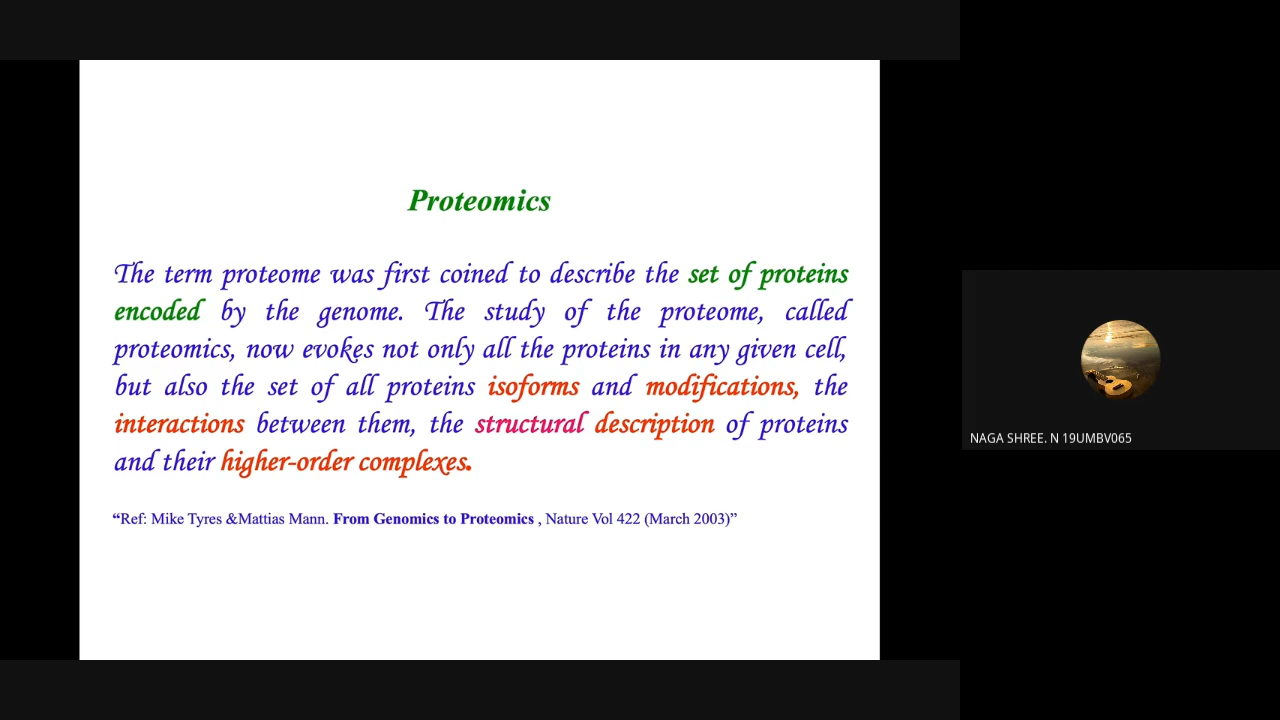 Proteomics
The term proteome was first coined to describe the set of proteins
encoded by the genome. The study of the proteome, called
proteomics, now evokes not only all the proteins in any given cell,
but also the set of all proteins isoforms and modifications, the
interactions between them, the structural description of proteins
and their higher-order complexes.
“Ref: Mike Tyres &Mattias Mann. From Genomics to Proteomics , Nature Vol 422 (March 2003)”
NAGA SHREE. N 19UMBV065